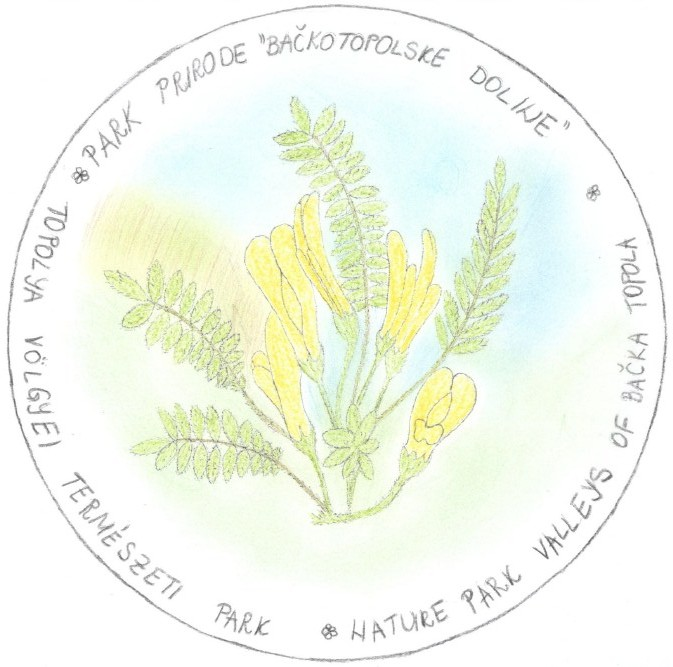 PARK PRIRODE "BAČKOTOPOLSKE DOLINE"
TOPOLYA VÖLGYEI TERMÉSZETI PARK
NATURE PARK VALLEYS OF BAČKA TOPOLA